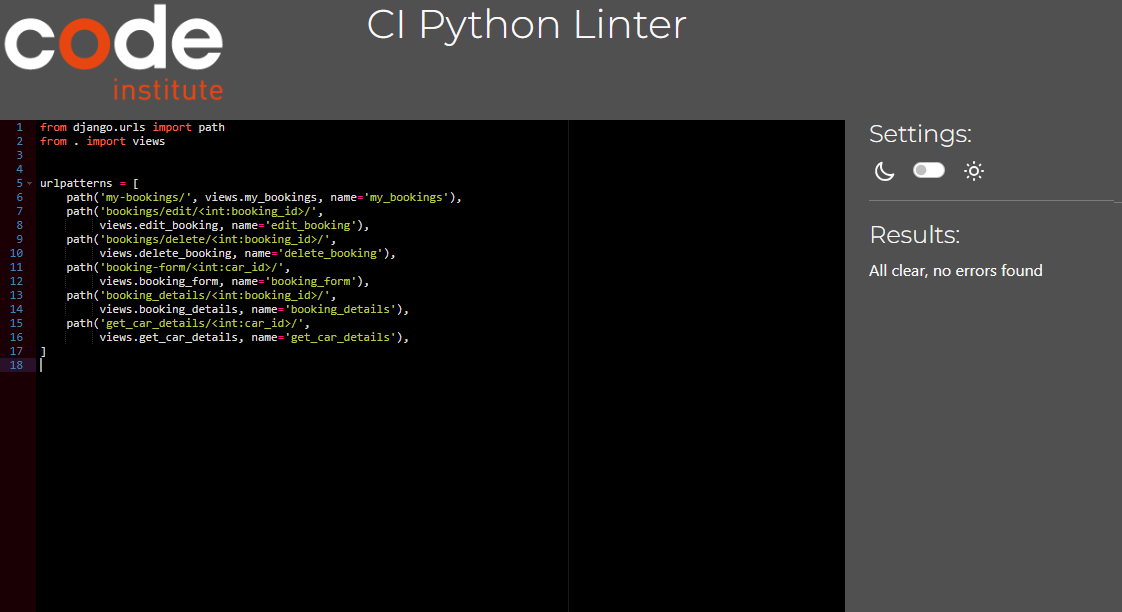 code
institute
CI Python Linter
1 from django.urls import path
2 from . import views
3
4
5 urlpatterns = [
6     path('my-bookings/', views.my_bookings, name='my_bookings'),
7     path('bookings/edit/<int:booking_id>/',
8          views.edit_booking, name='edit_booking'),
9     path('bookings/delete/<int:booking_id>/',
10          views.delete_booking, name='delete_booking'),
11     path('booking-form/<int:car_id>/',
12          views.booking_form, name='booking_form'),
13     path('booking_details/<int:booking_id>/',
14          views.booking_details, name='booking_details'),
15     path('get_car_details/<int:car_id>/',
16          views.get_car_details, name='get_car_details'),
17 ]
18
Settings:
Results:
All clear, no errors found